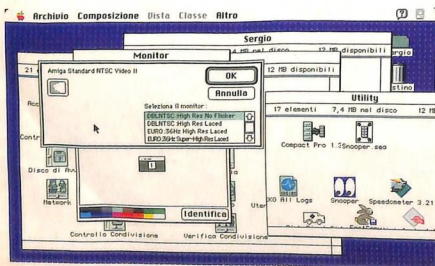 Archivio Composizione Vista Classe Altro
Sergio
4 MB nel disco 12 MB disponibili
Monitor
Amiga Standard NTSC Video II
OK
Annulla
Seleziona il monitor:
DBLNTSC :High Res No Flicker
DBLNTSC :High Res Laced
EURO :36Hz High Res Laced
EURO :36Hz Super-High Res Laced
21
12 MB disponibili
Utility
17 elementi 7,4 MB nel disco 12 MB
Compact Pro 1.3
Snooper.sea
Disco di
Network
Identifico
Controllo Condivisione
Verifica Condivisione
All Logs
Snooper
Speedometer 3.21